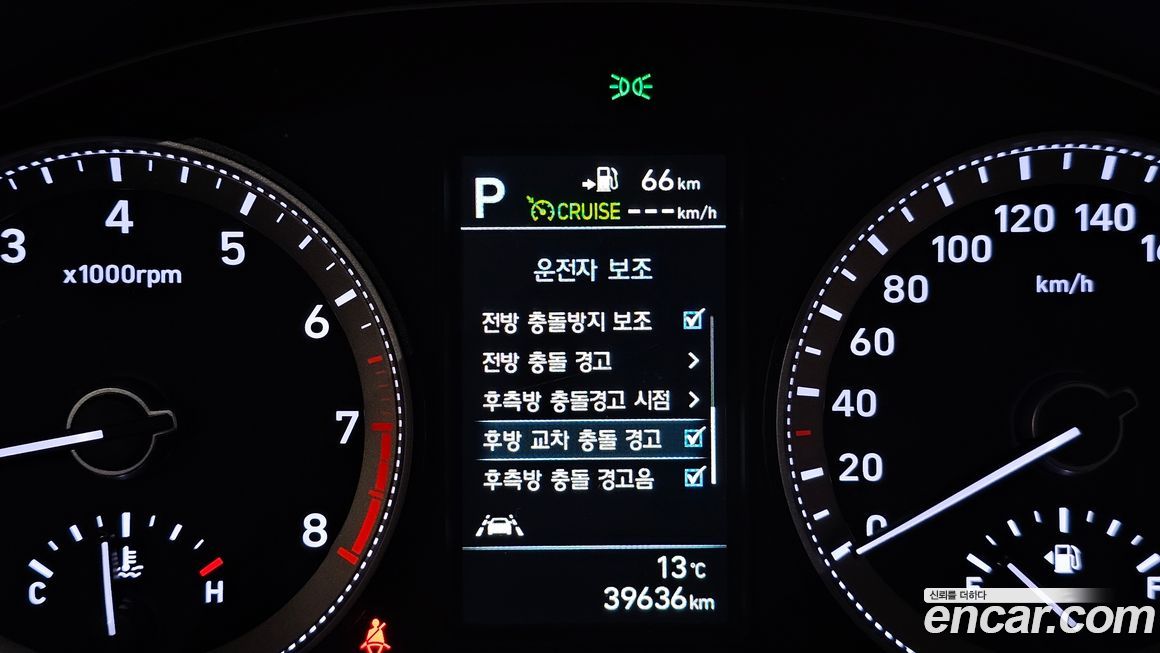 P
66 km
CRUISE --- km/h
운전자 보조
전방 충돌방지 보조
전방 충돌 경고
후측방 충돌경고 시점
후방 교차 충돌 경고
후측방 충돌 경고음
13℃
39636 km
3
4
5
6
7
8
x1000rpm
C
H
0
20
40
60
80
100
120
140
km/h
E
F
신뢰를 더하다
encar.com